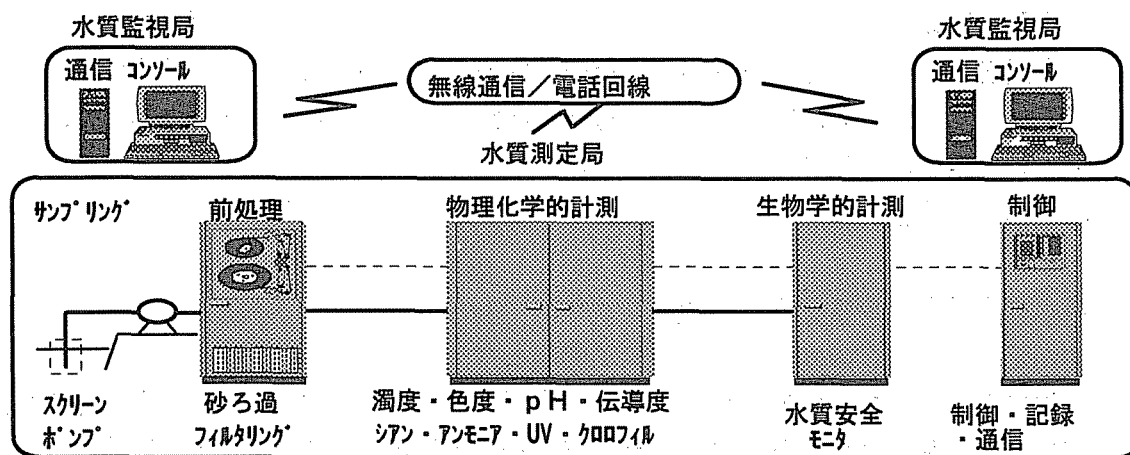 水質監視局
水質監視局
通信 コンソール
無線通信／電話回線
通信 コンソール
水質測定局
サンプリング
前処理
物理化学的計測
生物学的計測
制御
スクリーン
ポンプ
砂ろ過
フィルタリング
濁度・色度・pH・伝導度
シアン・アンモニア・UV・クロロフィル
水質安全
モニタ
制御・記録
・通信